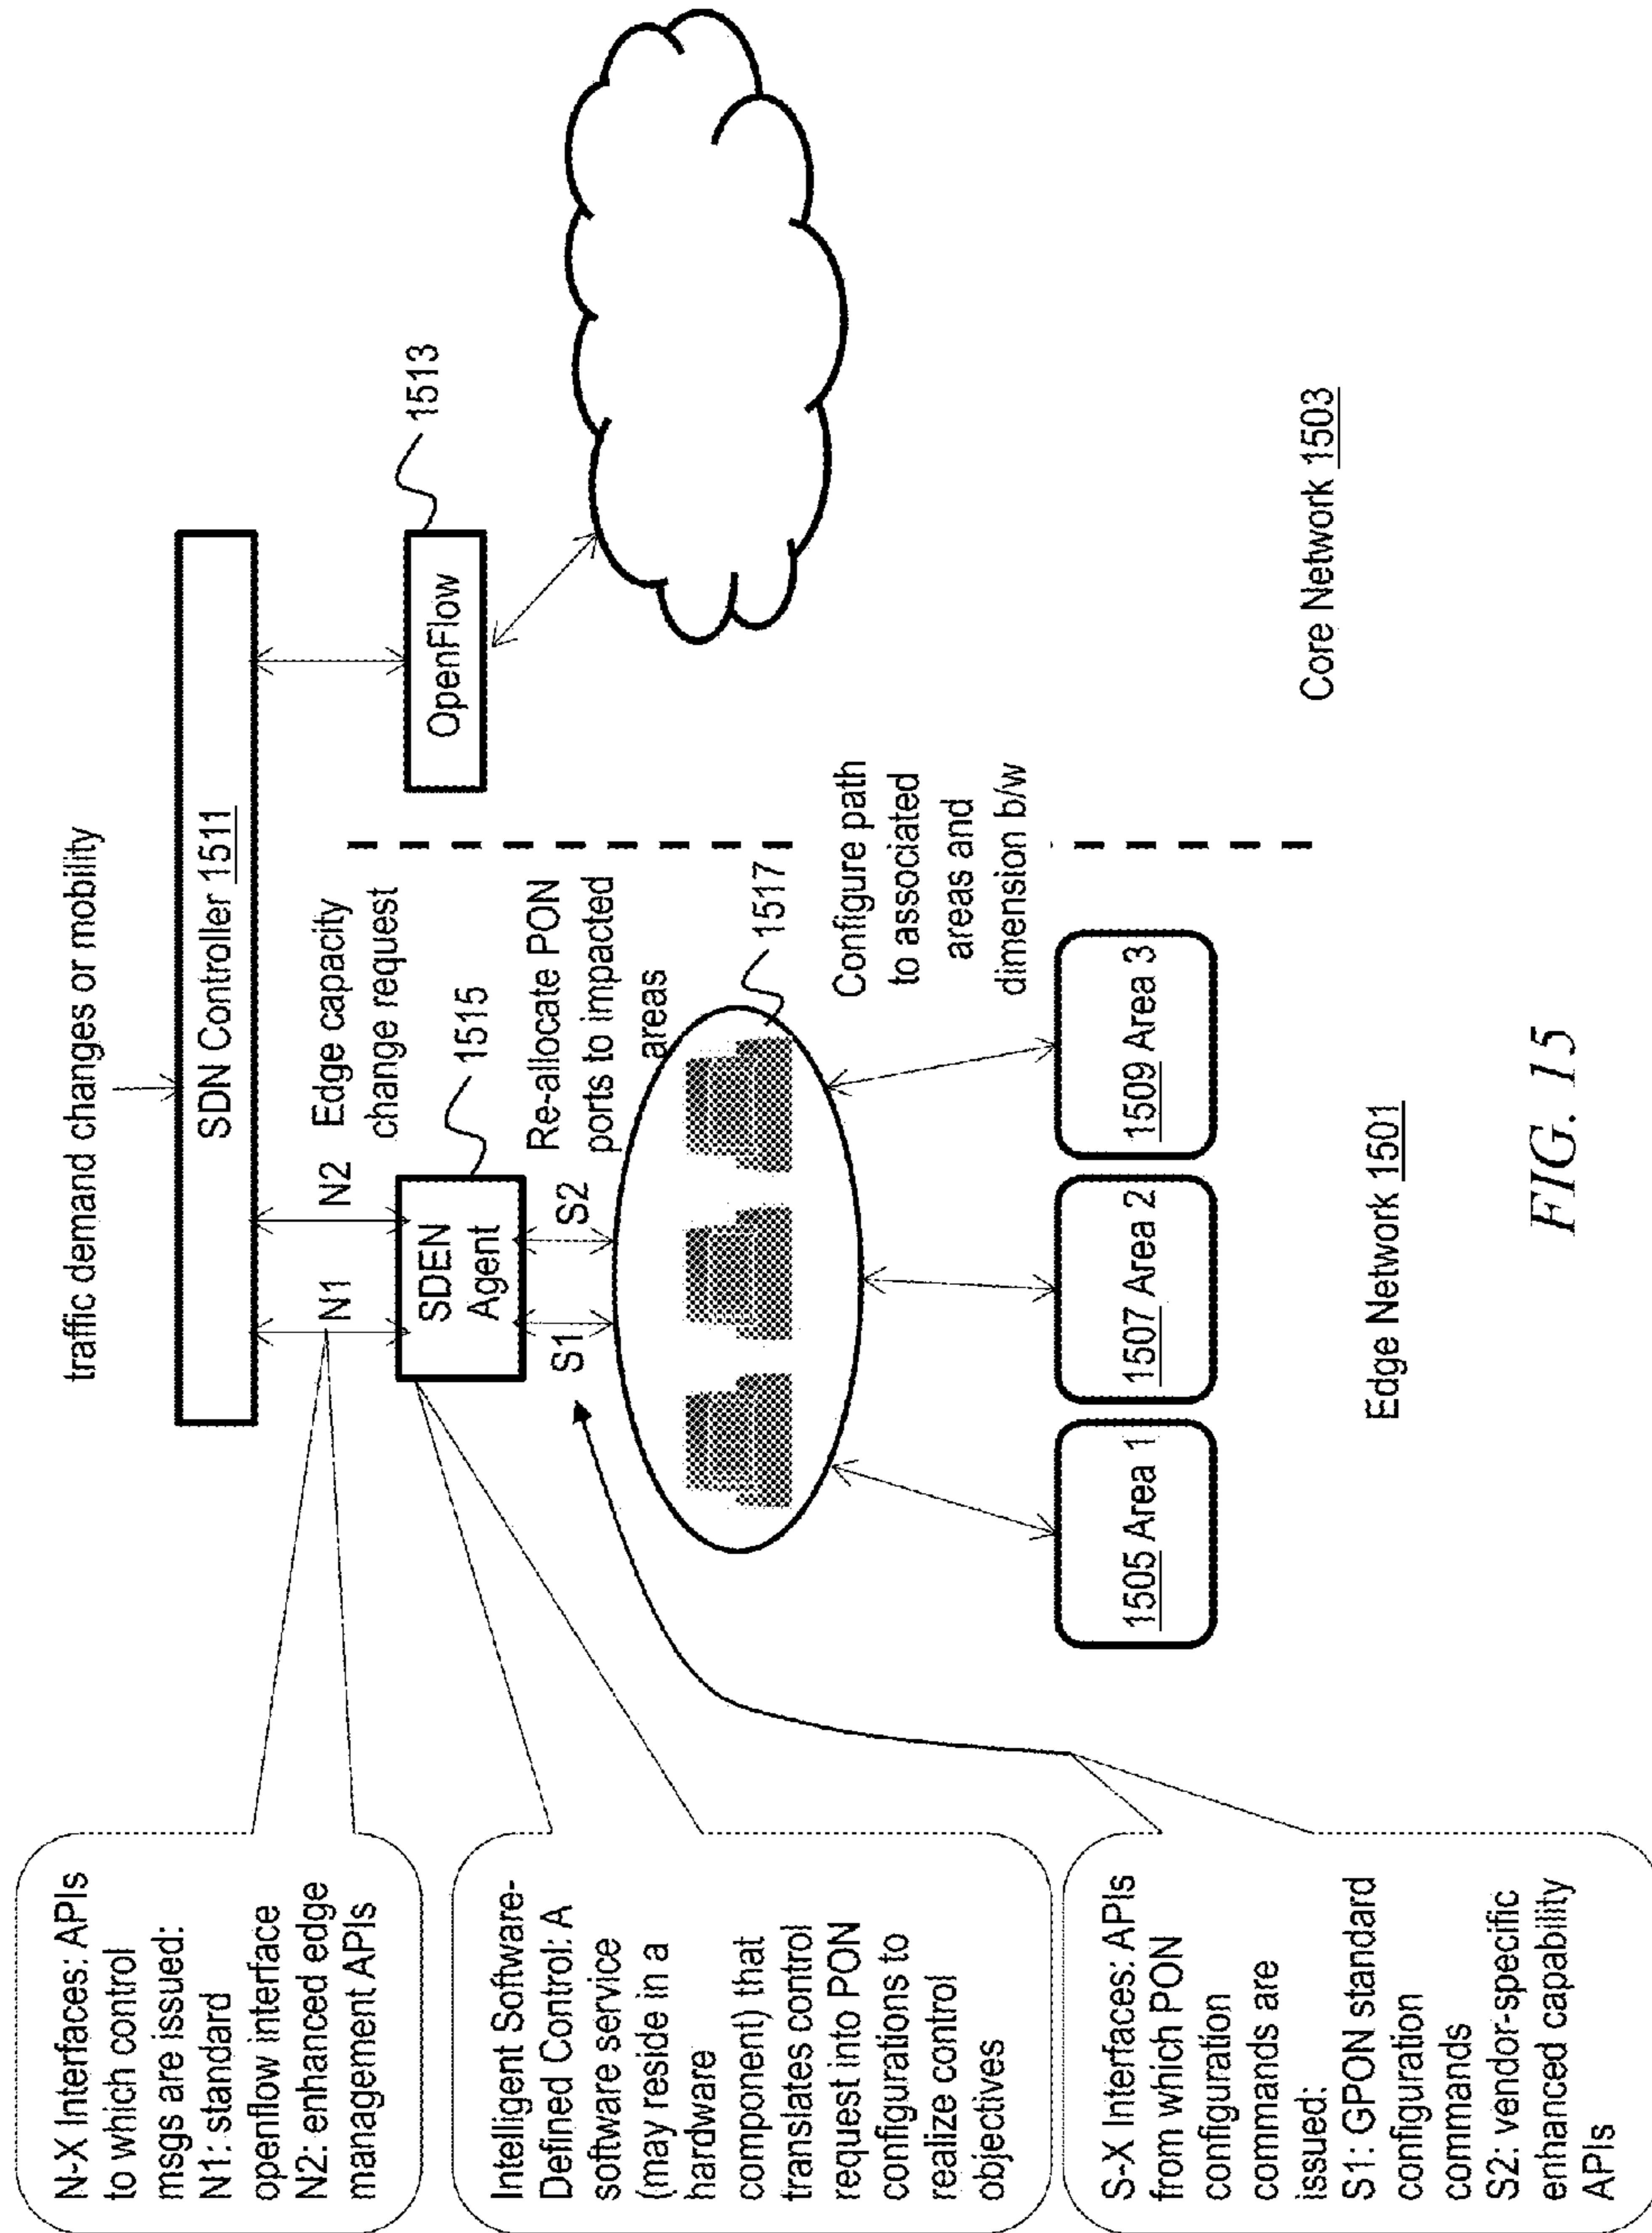 traffic demand changes or mobility
SDN Controller 1511
N1
N2
Edge capacity
change request
OpenFlow
1513
SDEN
Agent
1515
S1
S2
Re-allocate PON
ports to impacted
areas
1517
Configure path
to associated
areas and
dimension b/w
1505 Area 1
1507 Area 2
1509 Area 3
Edge Network 1501
Core Network 1503
N-X Interfaces: APIs
to which control
msgs are issued:
N1: standard
openflow interface
N2: enhanced edge
management APIs
Intelligent Software-
Defined Control: A
software service
(may reside in a
hardware
component) that
translates control
request into PON
configurations to
realize control
objectives
S-X Interfaces: APIs
from which PON
configuration
commands are
issued:
S1: GPON standard
configuration
commands
S2: vendor-specific
enhanced capability
APIs
FIG. 15